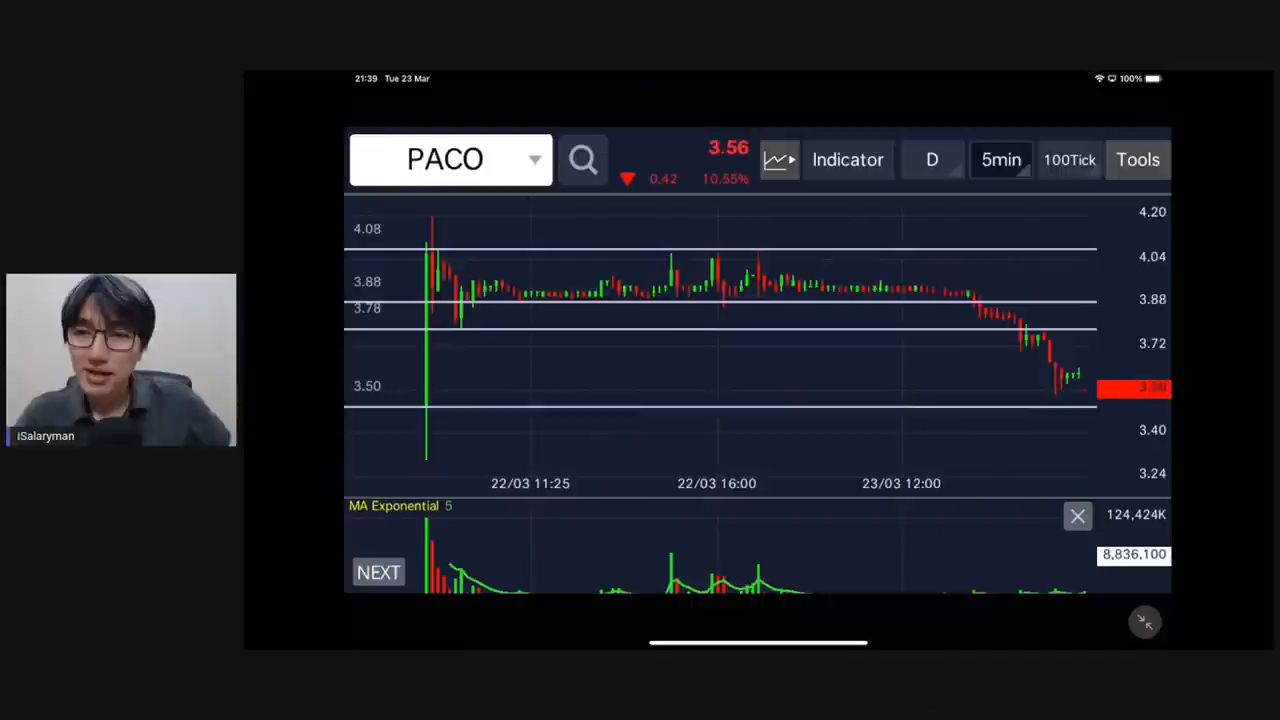 21:39 Tue 23 Mar
100%
PACO
3.56
0.42 10.55%
Indicator
D
5min
100Tick
Tools
4.20
4.08
4.04
3.88
3.88
3.78
3.72
3.50
3.40
3.24
22/03 11:25
22/03 16:00
23/03 12:00
MA Exponential 5
124,424K
8,836,100
NEXT
iSalaryman